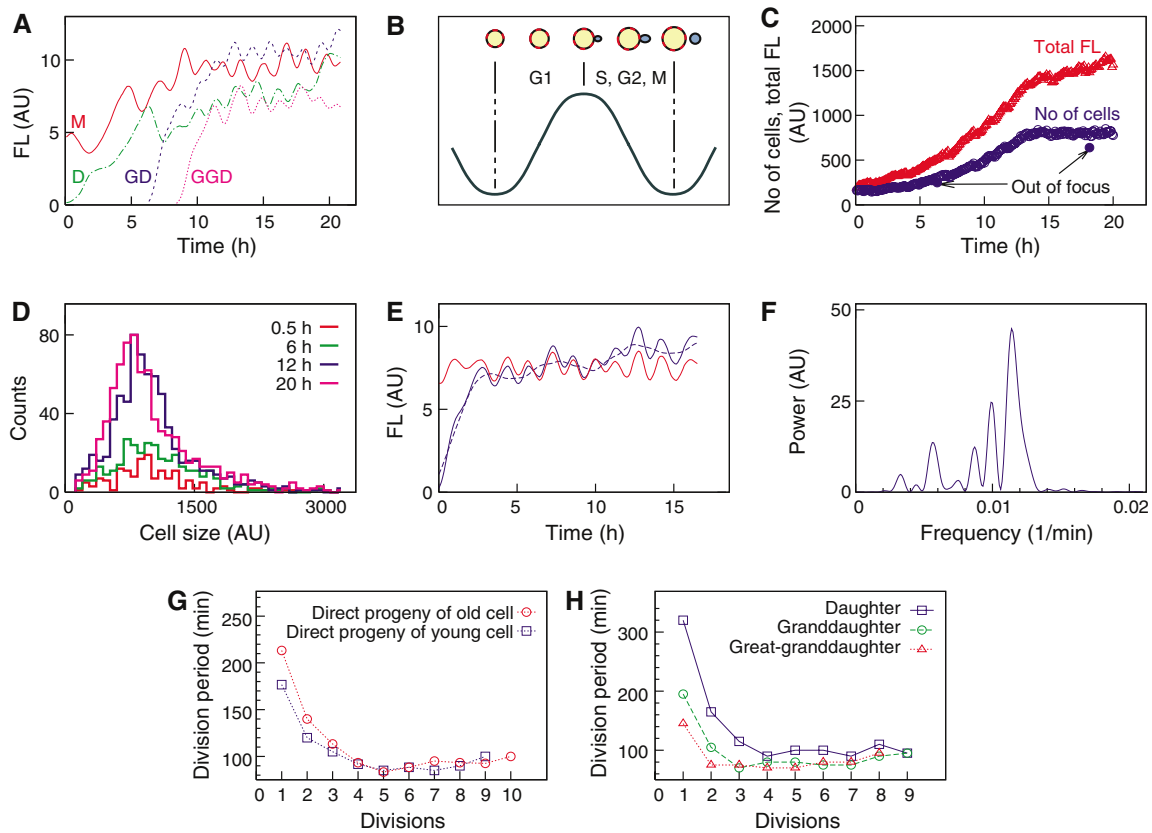 A
FL (AU)
10
5
0
M
D
GD
GGD
0 5 10 15 20
Time (h)
B
G1
S, G2, M
C
No of cells, total FL
(AU)
2000
1500
1000
500
0
Total FL
No of cells
Out of focus
0 5 10 15 20
Time (h)
D
Counts
80
40
0
0.5 h
6 h
12 h
20 h
0 1500 3000
Cell size (AU)
E
FL (AU)
10
5
0
0 5 10 15
Time (h)
F
Power (AU)
50
25
0
0 0.01 0.02
Frequency (1/min)
G
Division period (min)
250
200
150
100
Direct progeny of old cell
Direct progeny of young cell
0 1 2 3 4 5 6 7 8 9 10
Divisions
H
Division period (min)
300
200
100
Daughter
Granddaughter
Great-granddaughter
0 1 2 3 4 5 6 7 8 9
Divisions